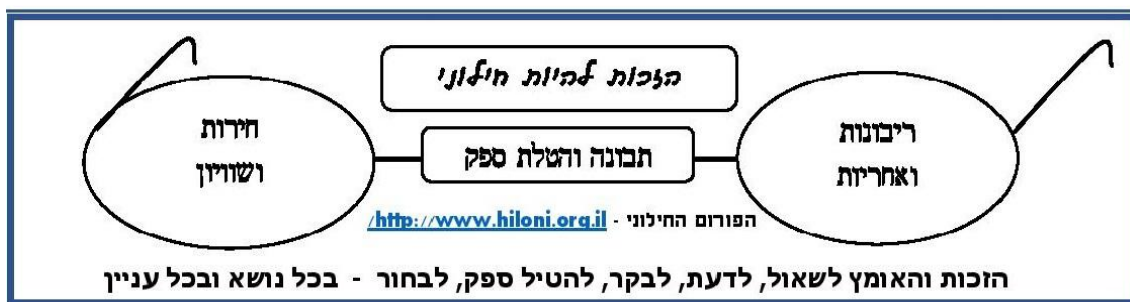 הזכות להיות חילוני
ריבונות
ואחריות
תבונה והטלת ספק
חירות
ושוויון
הפורום החילוני - http://www.hiloni.org.il/
הזכות והאומץ לשאול, לדעת, לבקר, להטיל ספק, לבחור - בכל נושא ובכל עניין